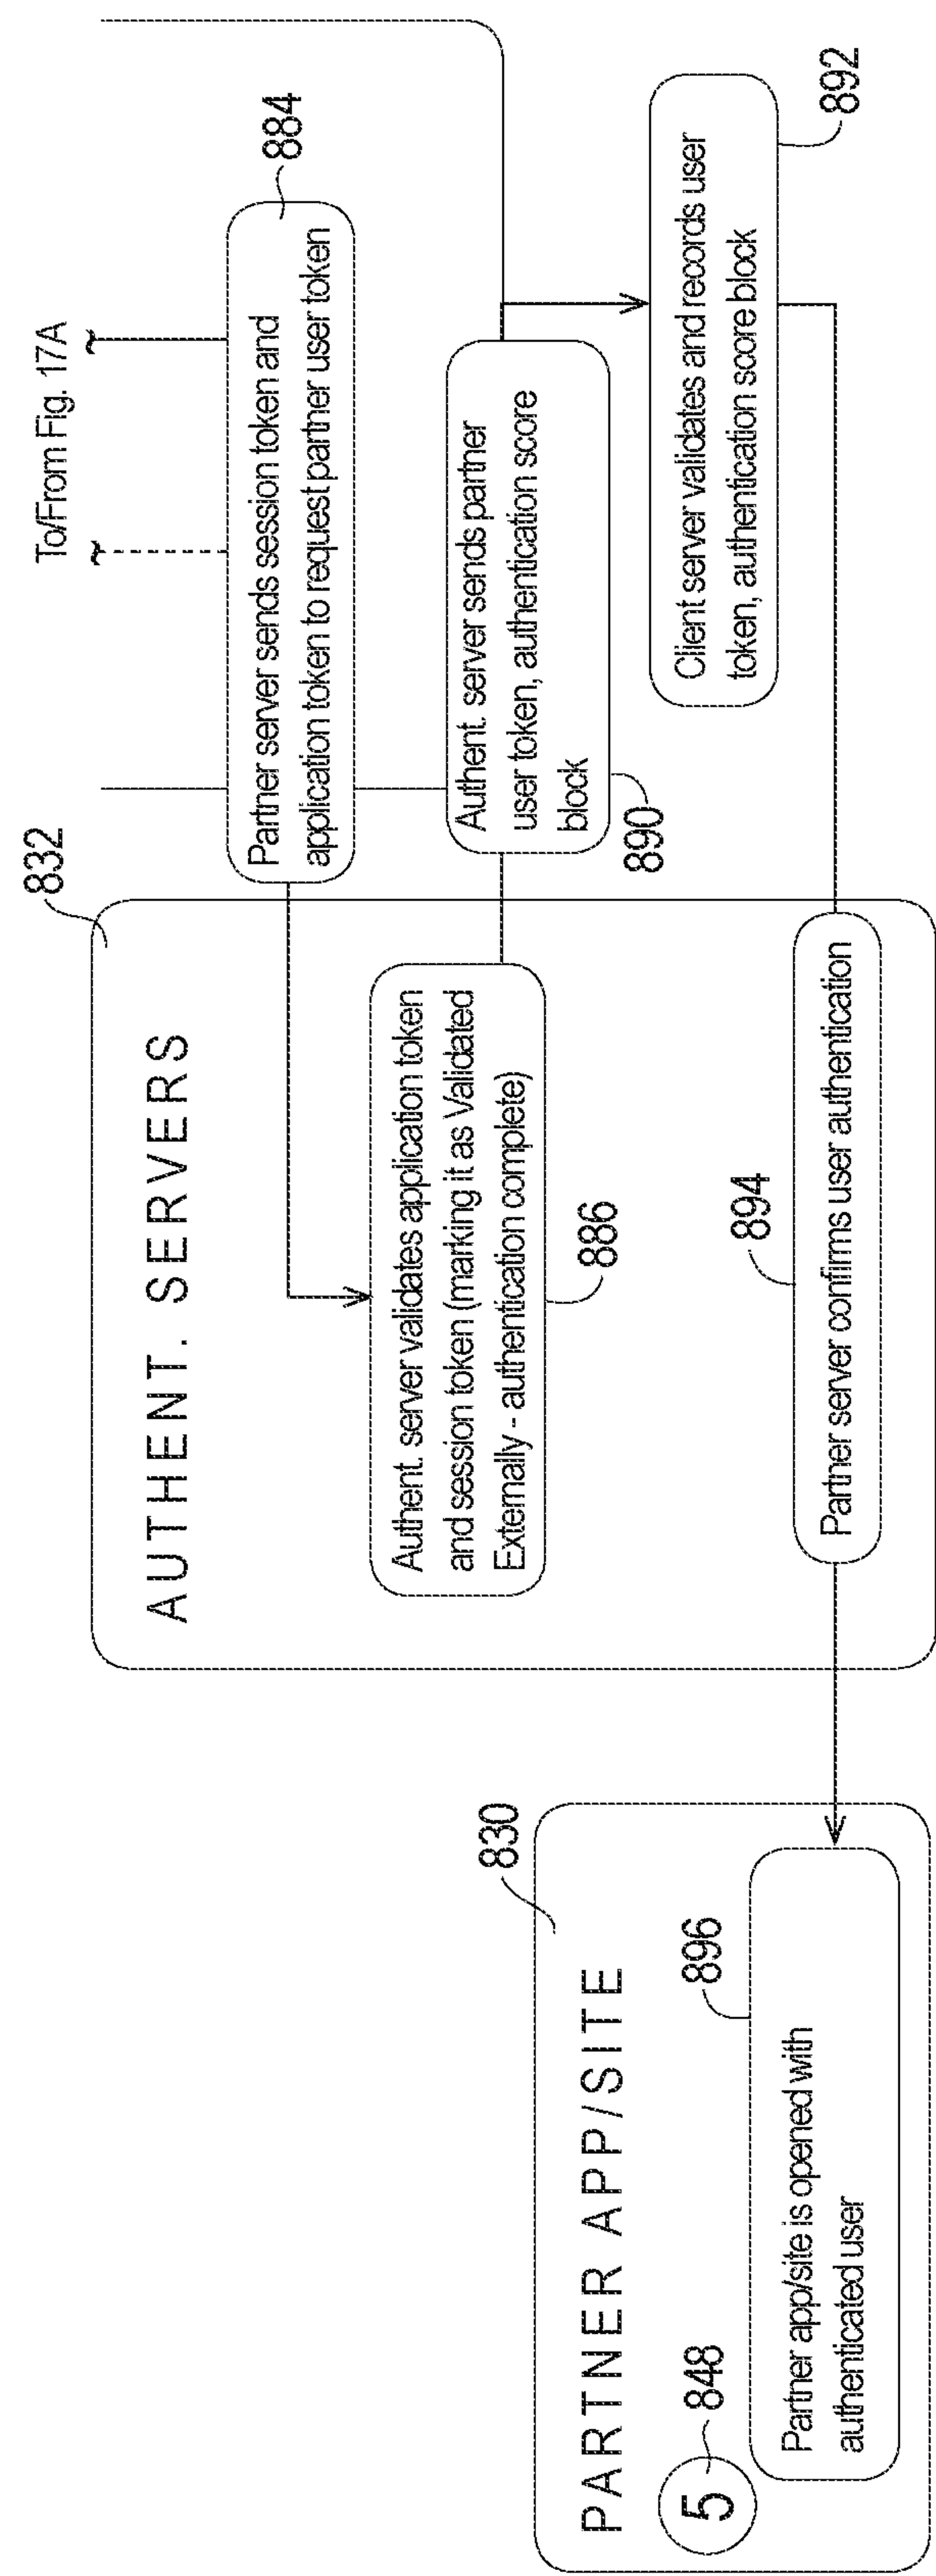 To/From Fig. 17A
884
Partner server sends session token and
application token to request partner user token
832
AUTHENT. SERVERS
Authent. server validates application token
and session token (marking it as Validated
Externally - authentication complete)
886
Authent. server sends partner
user token, authentication score
block
890
Client server validates and records user
token, authentication score block
892
894
Partner server confirms user authentication
830
PARTNER APP/SITE
5
848
896
Partner app/site is opened with
authenticated user